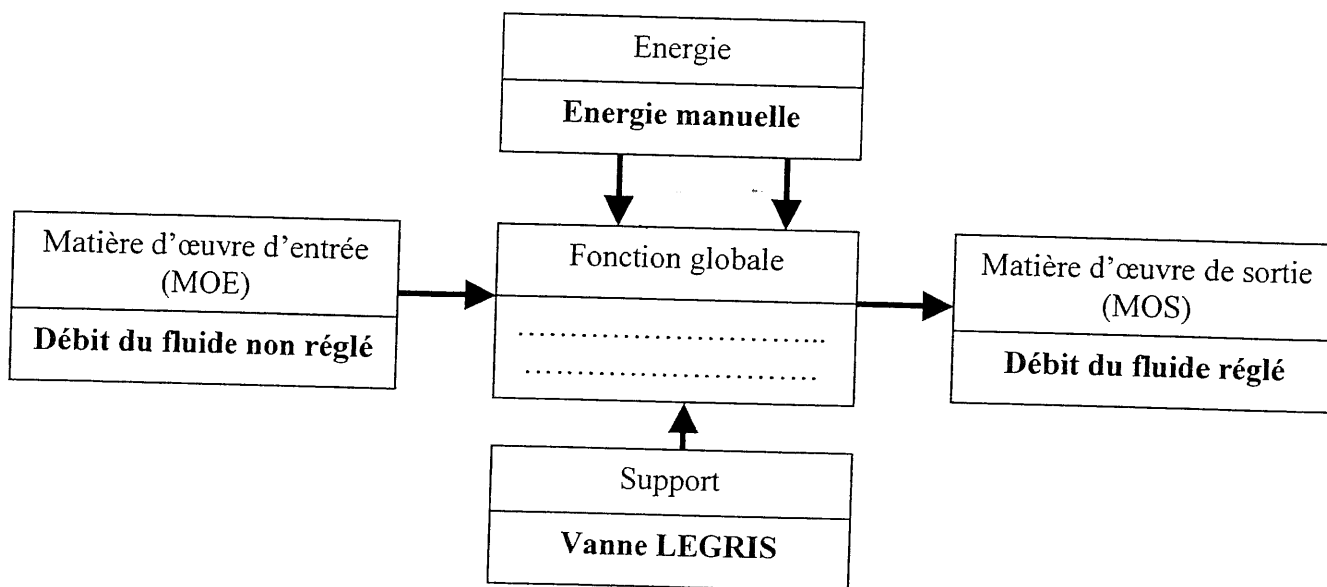 Energie
Energie manuelle
Matière d'œuvre d'entrée
(MOE)
Débit du fluide non réglé
Fonction globale
…………………………..
…………………………
Matière d'œuvre de sortie
(MOS)
Débit du fluide réglé
Support
Vanne LEGRIS